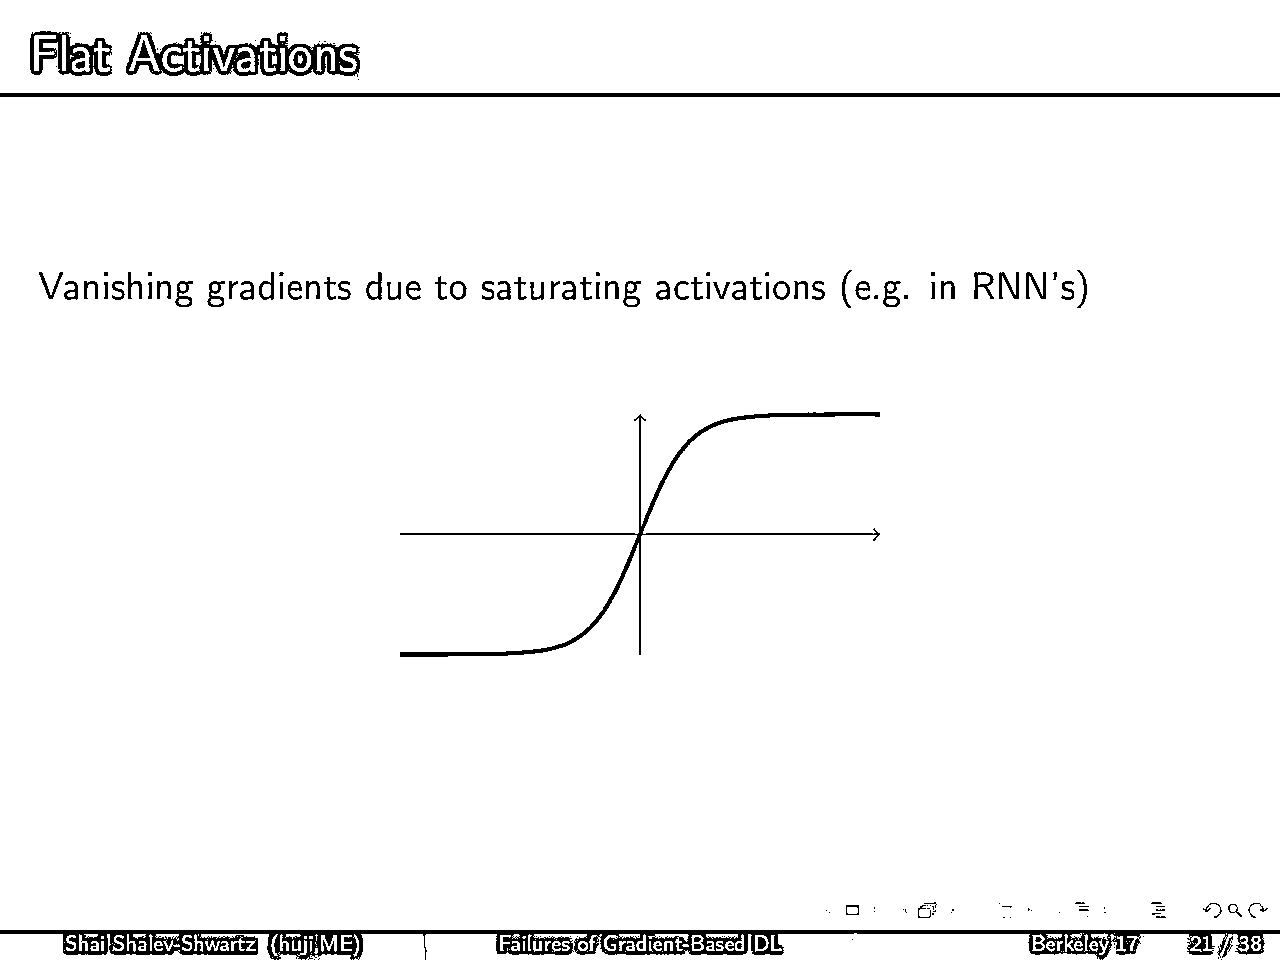 Flat Activations
Vanishing gradients due to saturating activations (e.g. in RNN's)
Shai Shalev-Shwartz (huji,ME) Failures of Gradient-Based DL Berkeley'17 21 / 38